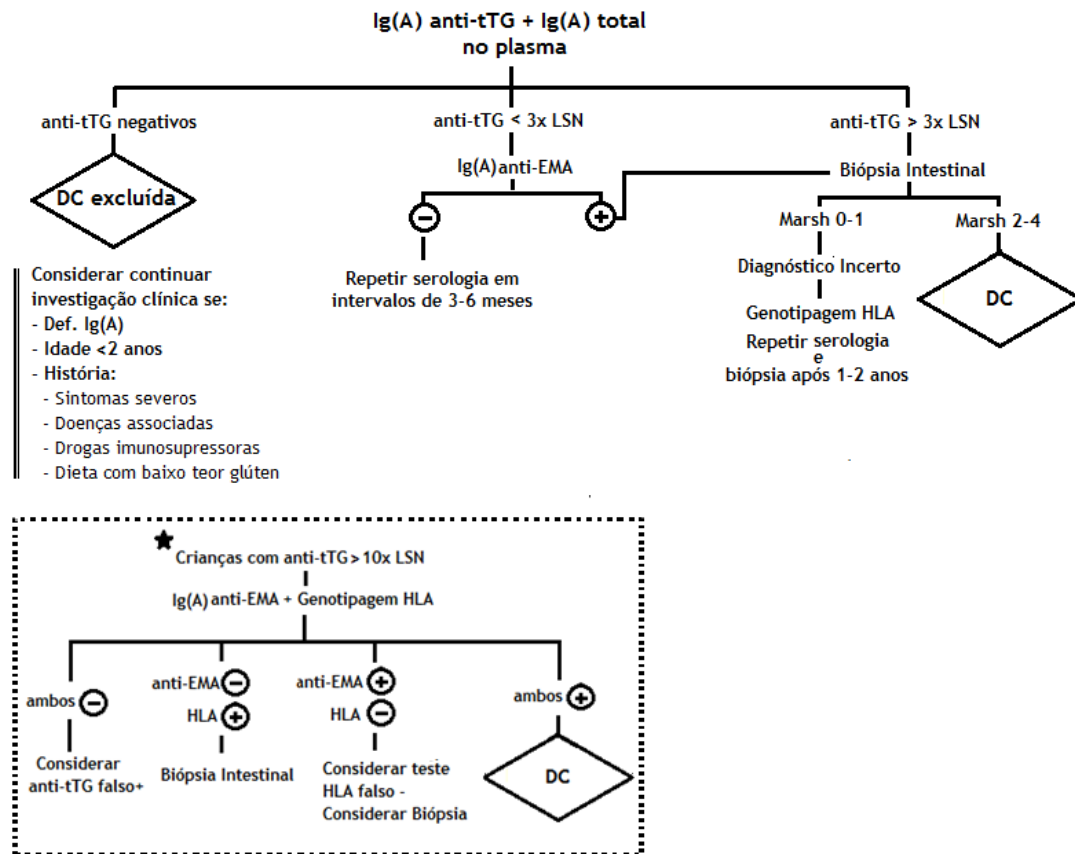 Ig(A) anti-tTG + Ig(A) total
no plasma
anti-tTG negativos
anti-tTG < 3x LSN
anti-tTG > 3x LSN
DC excluída
Ig(A) anti-EMA
Biópsia Intestinal
−
+
Marsh 0-1
Marsh 2-4
Considerar continuar
investigação clínica se:
- Def. Ig(A)
- Idade <2 anos
- História:
- Sintomas severos
- Doenças associadas
- Drogas imunosupressoras
- Dieta com baixo teor glúten
Repetir serologia em
intervalos de 3-6 meses
Diagnóstico Incerto
Genotipagem HLA
Repetir serologia
e
biópsia após 1-2 anos
DC
★ Crianças com anti-tTG > 10x LSN
Ig(A) anti-EMA + Genotipagem HLA
ambos −
Considerar
anti-tTG falso+
anti-EMA −
HLA +
Biópsia Intestinal
anti-EMA +
HLA −
Considerar teste
HLA falso -
Considerar Biópsia
ambos +
DC